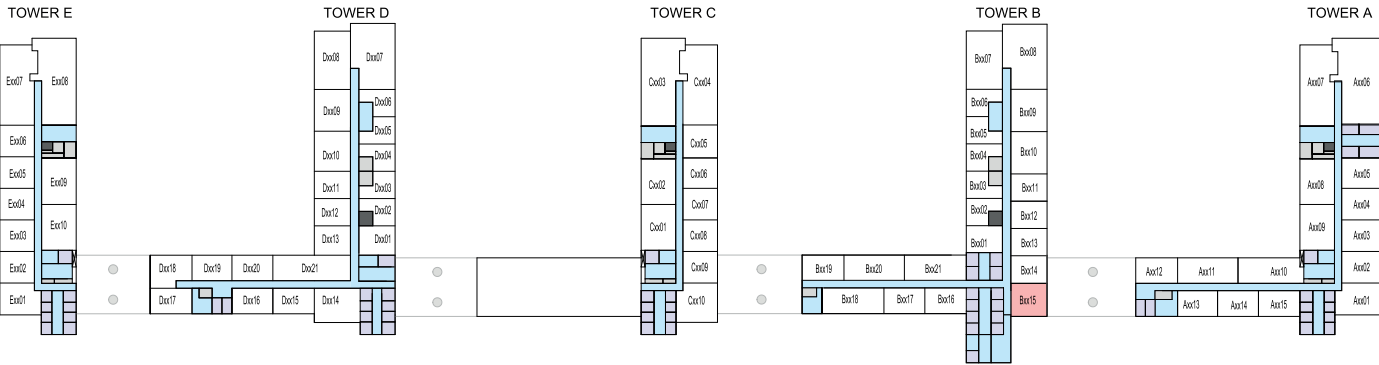 TOWER E
TOWER D
TOWER C
TOWER B
TOWER A
Exx07
Exx08
Exx06
Exx05
Exx09
Exx04
Exx03
Exx10
Exx02
Exx01
Dxx08
Dxx07
Dxx09
Dxx06
Dxx05
Dxx10
Dxx04
Dxx11
Dxx03
Dxx12
Dxx02
Dxx13
Dxx01
Dxx18
Dxx19
Dxx20
Dxx21
Dxx17
Dxx16
Dxx15
Dxx14
Cxx03
Cxx04
Cxx05
Cxx02
Cxx06
Cxx07
Cxx01
Cxx08
Cxx09
Cxx10
Bxx07
Bxx08
Bxx06
Bxx09
Bxx05
Bxx04
Bxx10
Bxx03
Bxx11
Bxx02
Bxx12
Bxx01
Bxx13
Bxx19
Bxx20
Bxx21
Bxx14
Bxx18
Bxx17
Bxx16
Bxx15
Axx07
Axx06
Axx08
Axx05
Axx04
Axx09
Axx03
Axx12
Axx11
Axx10
Axx02
Axx13
Axx14
Axx15
Axx01